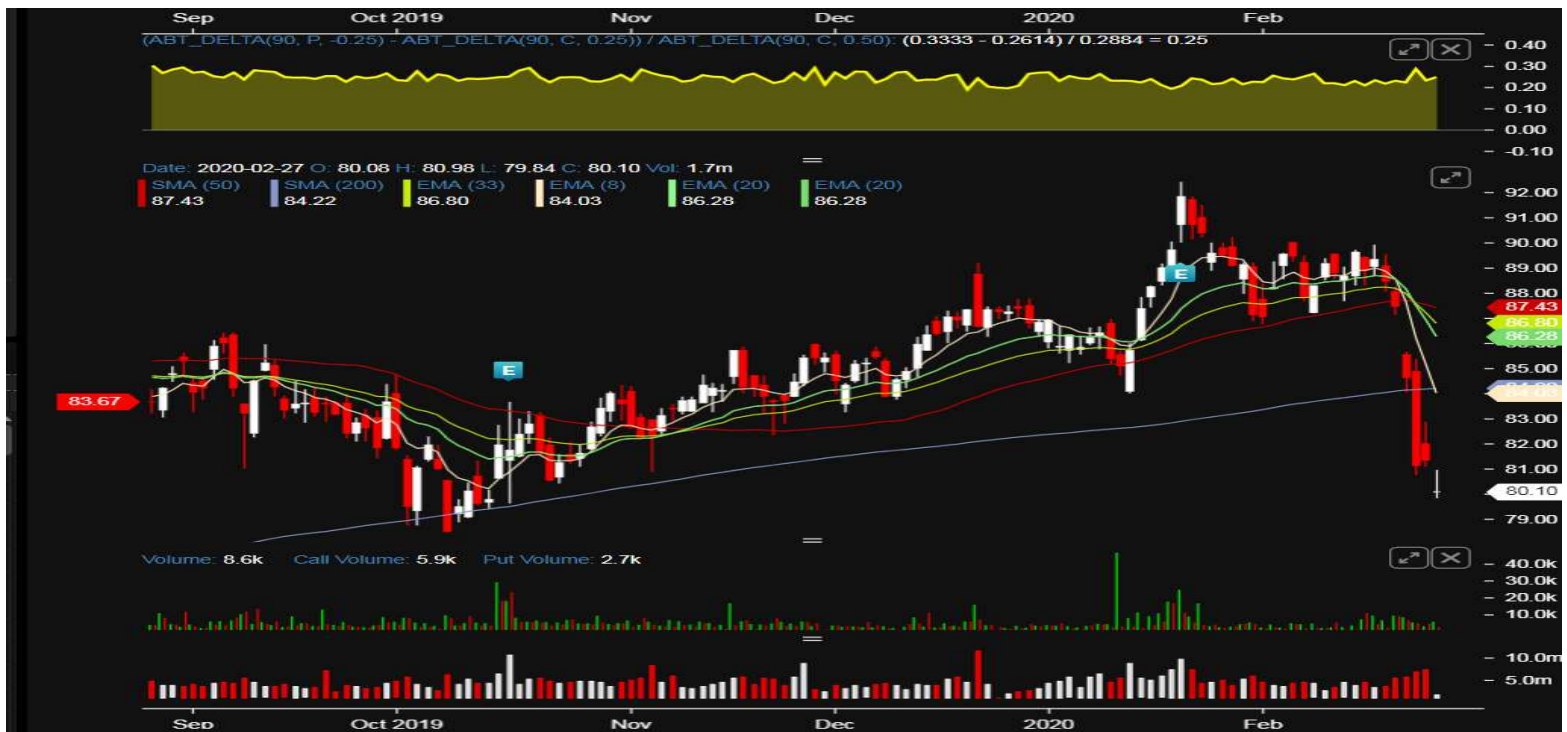 Sep Oct 2019 Nov Dec 2020 Feb
(ABT_DELTA(90, P, -0.25) - ABT_DELTA(90, C, 0.25)) / ABT_DELTA(90, C, 0.50): (0.3333 - 0.2614) / 0.2884 = 0.25
0.40
0.30
0.20
0.10
0.00
-0.10
Date: 2020-02-27 O: 80.08 H: 80.98 L: 79.84 C: 80.10 Vol: 1.7m
SMA (50) SMA (200) EMA (33) EMA (8) EMA (20) EMA (20)
87.43 84.22 86.80 84.03 86.28 86.28
92.00
91.00
90.00
89.00
E
88.00
87.43
86.80
86.28
85.00
E
83.67
83.00
82.00
81.00
80.10
79.00
Volume: 8.6k Call Volume: 5.9k Put Volume: 2.7k
40.0k
30.0k
20.0k
10.0k
10.0m
5.0m
Sep Oct 2019 Nov Dec 2020 Feb